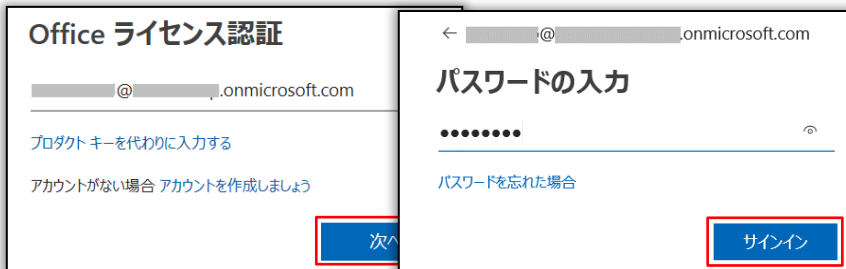 Office ライセンス認証
@ .onmicrosoft.com
プロダクト キーを代わりに入力する
アカウントがない場合 アカウントを作成しましょう
次へ
← @ .onmicrosoft.com
パスワードの入力
●●●●●●●●
パスワードを忘れた場合
サインイン